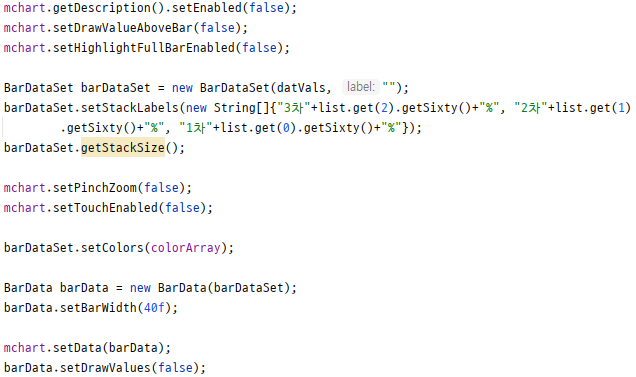 mchart.getDescription().setEnabled(false);
mchart.setDrawValueAboveBar(false);
mchart.setHighlightFullBarEnabled(false);
BarDataSet barDataSet = new BarDataSet(datVals, label: "");
barDataSet.setStackLabels(new String[]{"3차"+list.get(2).getSixty()+"%", "2차"+list.get(1)
.getSixty()+"%", "1차"+list.get(0).getSixty()+"%"});
barDataSet.getStackSize();
mchart.setPinchZoom(false);
mchart.setTouchEnabled(false);
barDataSet.setColors(colorArray);
BarData barData = new BarData(barDataSet);
barData.setBarWidth(40f);
mchart.setData(barData);
barData.setDrawValues(false);